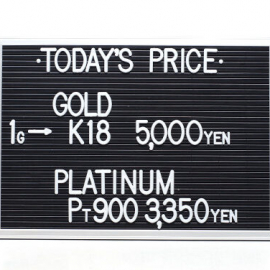 ·TODAY'S PRICE·
GOLD
1G→ K18 5,000YEN
PLATINUM
PT900 3,350YEN